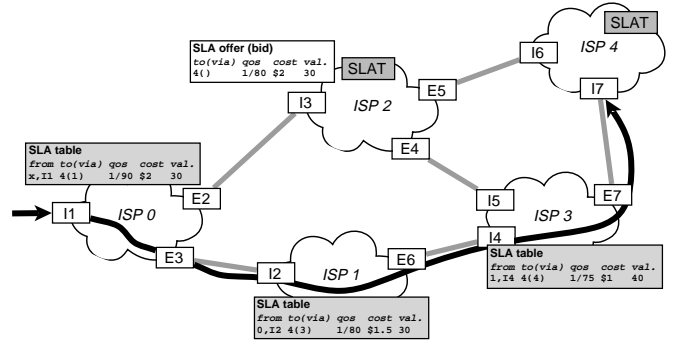 SLA offer (bid)
to(via) qos cost val.
4() 1/80 $2 30
SLAT
SLAT
I6
ISP 4
I7
I3
ISP 2
E5
E4
SLA table
from to(via) qos cost val.
x,I1 4(1) 1/90 $2 30
I1
ISP 0
E2
E3
I5
ISP 3
E7
I4
I2
ISP 1
E6
SLA table
from to(via) qos cost val.
1,I4 4(4) 1/75 $1 40
SLA table
from to(via) qos cost val.
0,I2 4(3) 1/80 $1.5 30